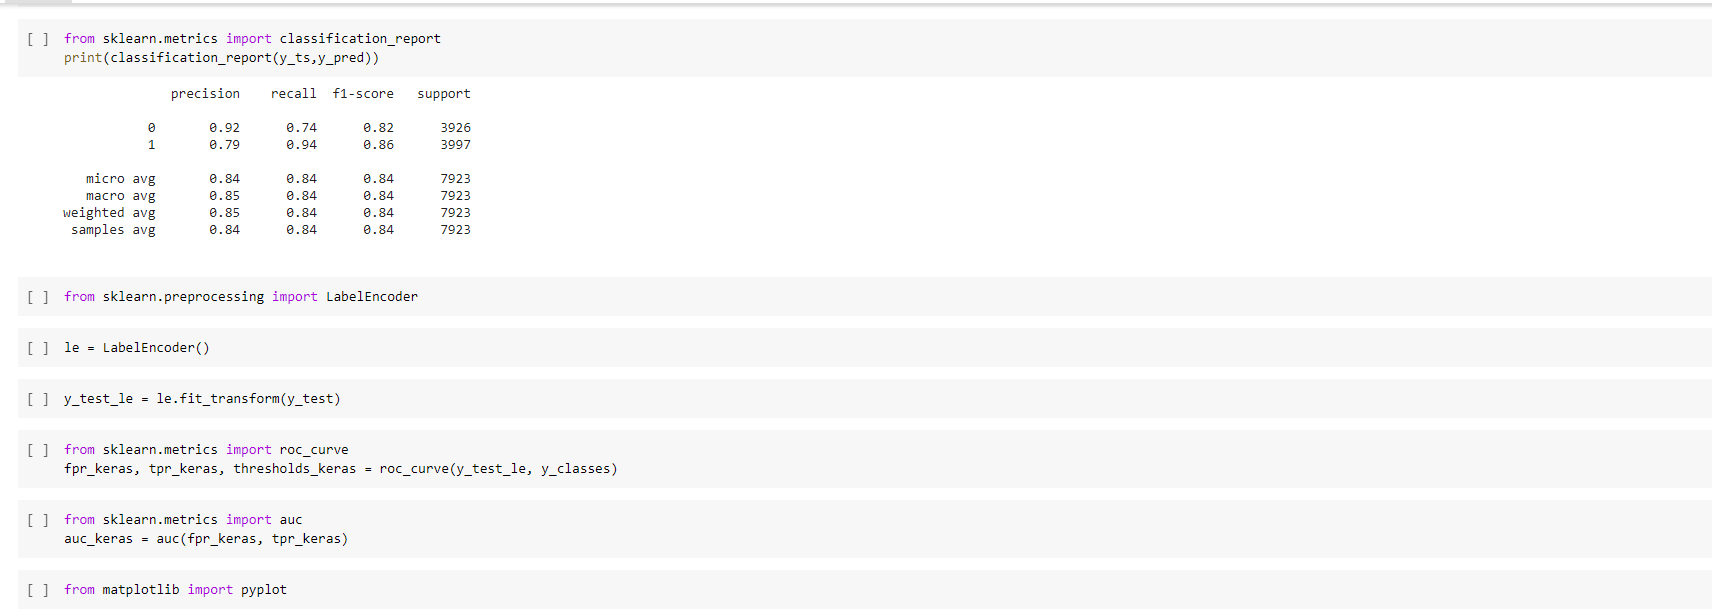 [ ] from sklearn.metrics import classification_report
print(classification_report(y_ts,y_pred))
precision recall f1-score support
0 0.92 0.74 0.82 3926
1 0.79 0.94 0.86 3997
micro avg 0.84 0.84 0.84 7923
macro avg 0.85 0.84 0.84 7923
weighted avg 0.85 0.84 0.84 7923
samples avg 0.84 0.84 0.84 7923
[ ] from sklearn.preprocessing import LabelEncoder
[ ] le = LabelEncoder()
[ ] y_test_le = le.fit_transform(y_test)
[ ] from sklearn.metrics import roc_curve
fpr_keras, tpr_keras, thresholds_keras = roc_curve(y_test_le, y_classes)
[ ] from sklearn.metrics import auc
auc_keras = auc(fpr_keras, tpr_keras)
[ ] from matplotlib import pyplot